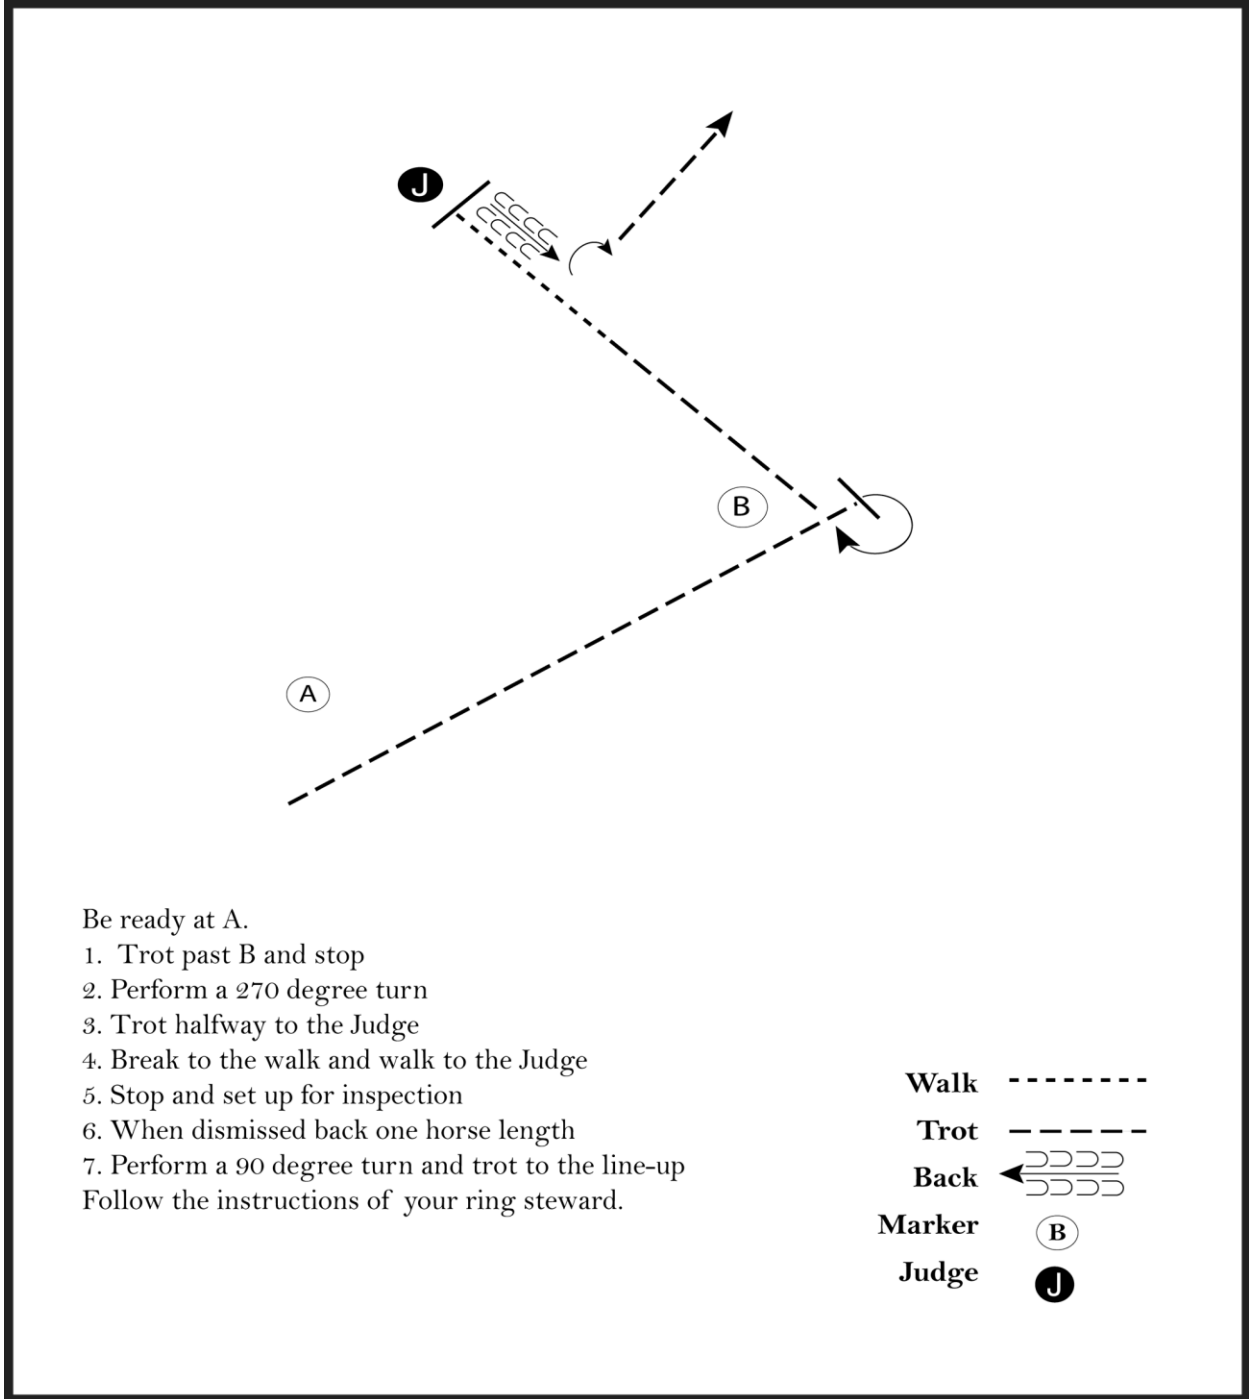 J
B
A
Be ready at A.
1. Trot past B and stop
2. Perform a 270 degree turn
3. Trot halfway to the Judge
4. Break to the walk and walk to the Judge
5. Stop and set up for inspection
6. When dismissed back one horse length
7. Perform a 90 degree turn and trot to the line-up
Follow the instructions of your ring steward.
Walk
Trot
Back
Marker B
Judge J